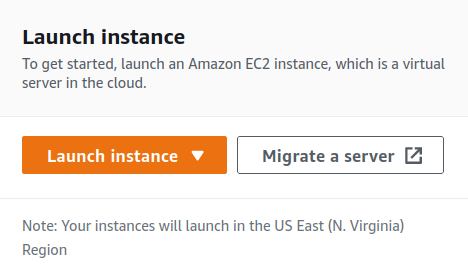 Launch instance
To get started, launch an Amazon EC2 instance, which is a virtual
server in the cloud.
Launch instance
Migrate a server
Note: Your instances will launch in the US East (N. Virginia)
Region